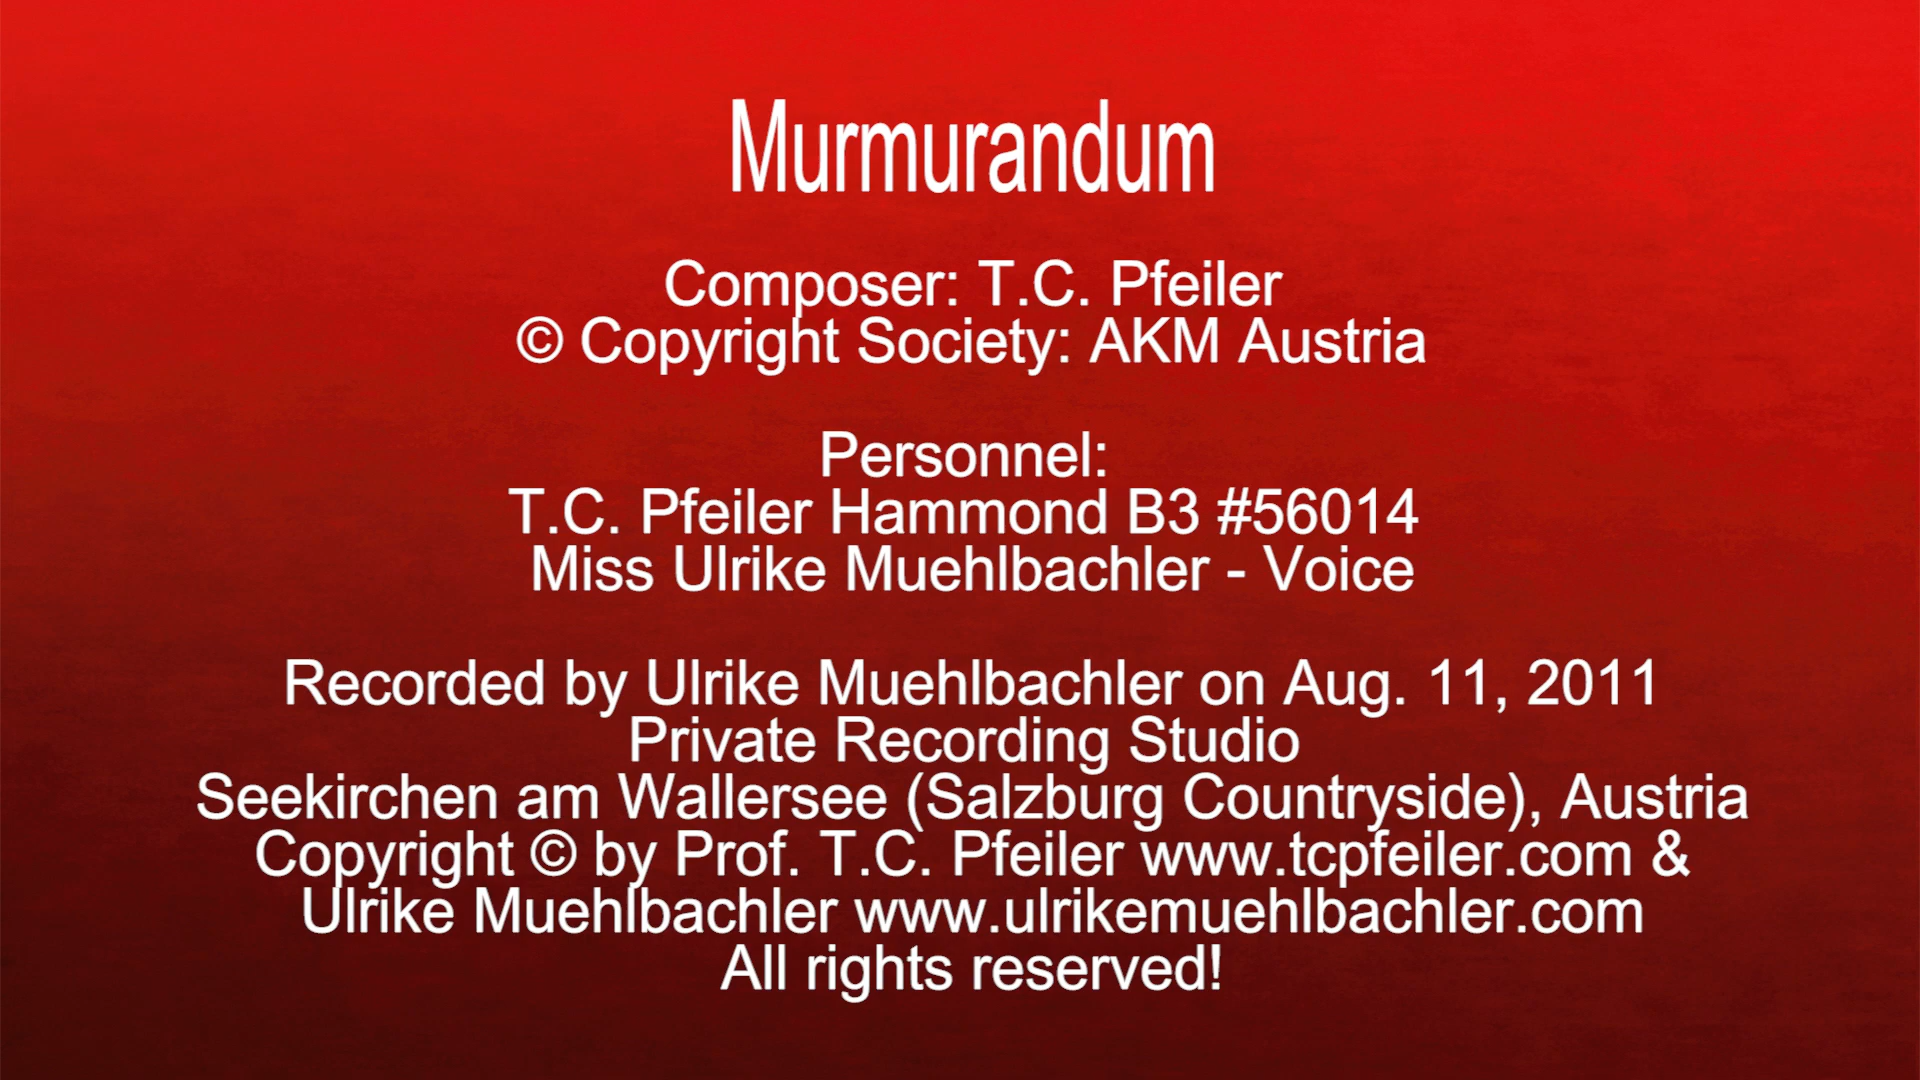 Murmurandum
Composer: T.C. Pfeiler
© Copyright Society: AKM Austria
Personnel:
T.C. Pfeiler Hammond B3 #56014
Miss Ulrike Muehlbachler - Voice
Recorded by Ulrike Muehlbachler on Aug. 11, 2011
Private Recording Studio
Seekirchen am Wallersee (Salzburg Countryside), Austria
Copyright © by Prof. T.C. Pfeiler www.tcpfeiler.com &
Ulrike Muehlbachler www.ulrikemuehlbachler.com
All rights reserved!